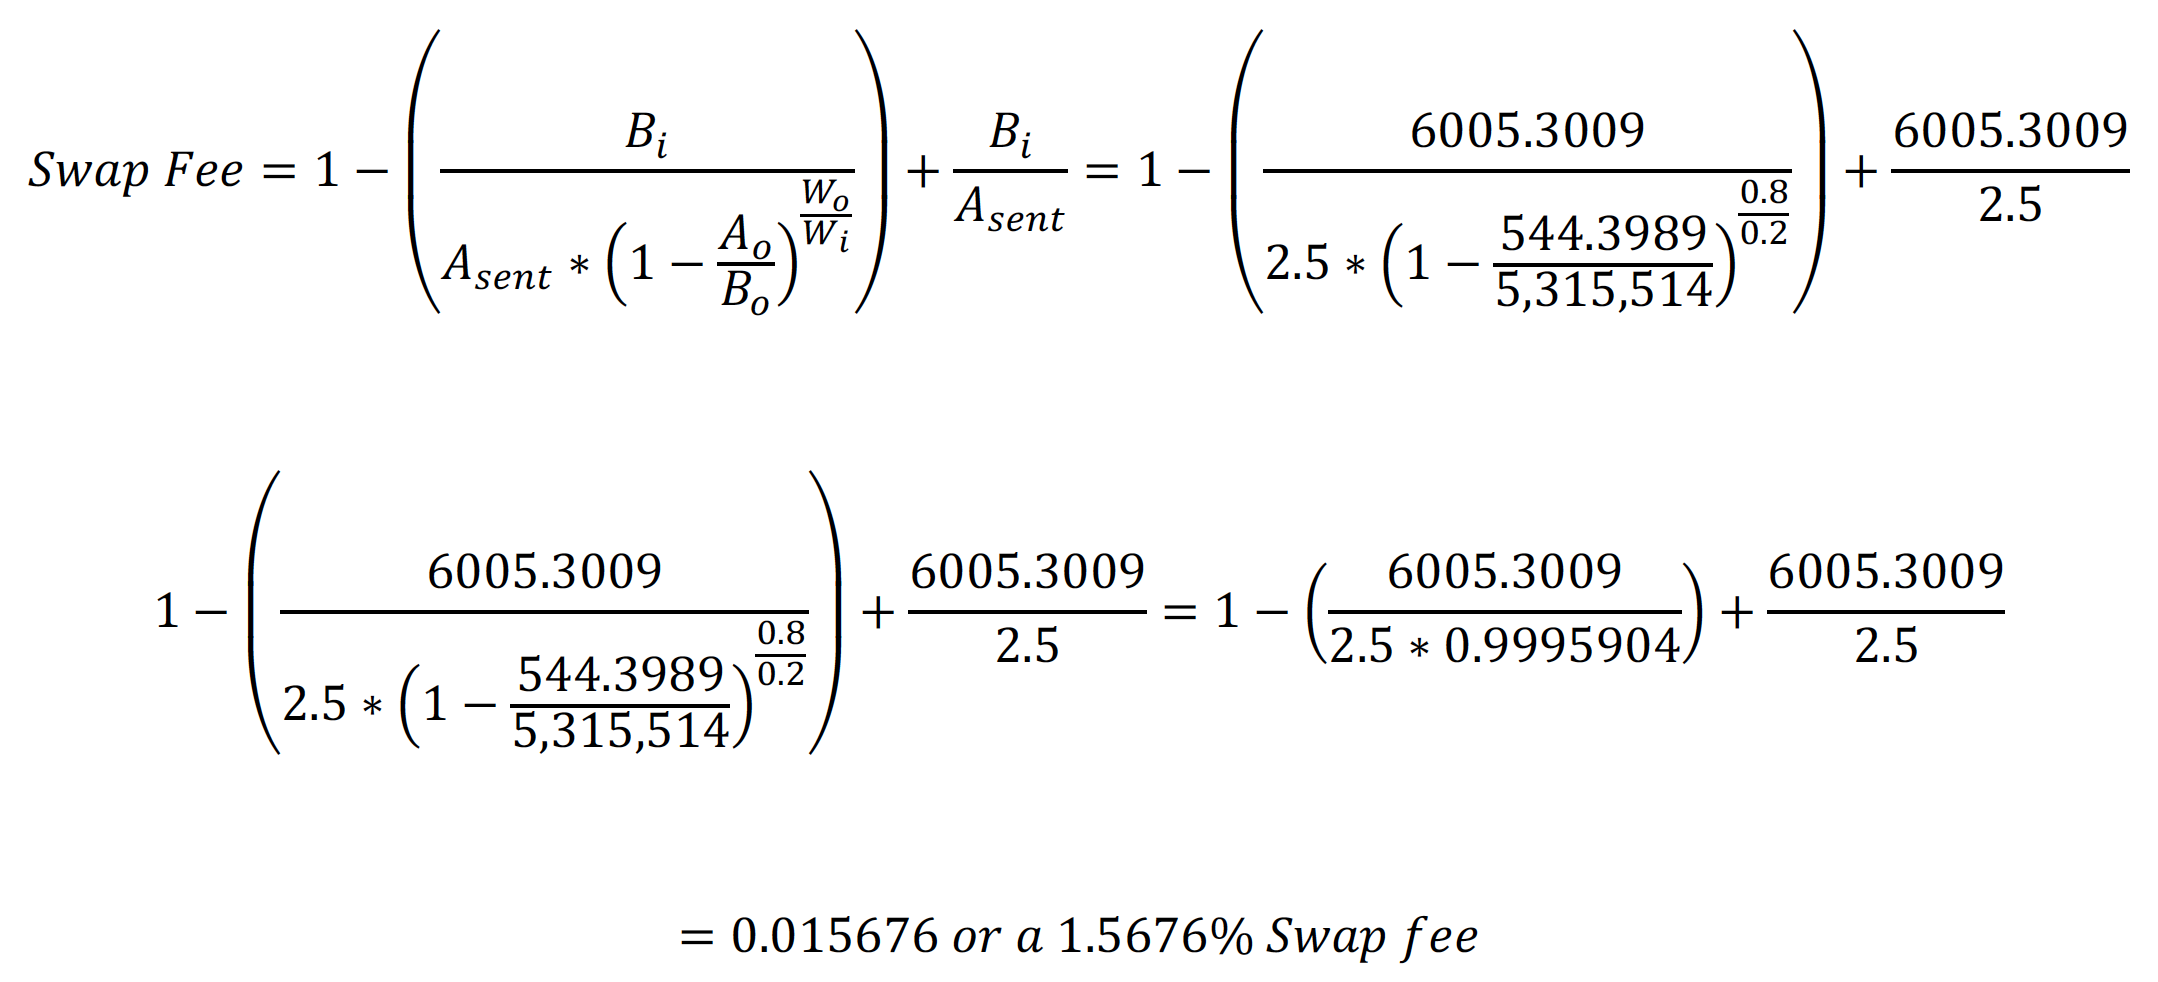 Swap Fee = 1 − (B_i / (A_sent * (1 − A_o/B_o)^(W_o/W_i))) + B_i/A_sent = 1 − (6005.3009 / (2.5 * (1 − 544.3989/5,315,514)^(0.8/0.2))) + 6005.3009/2.5
1 − (6005.3009 / (2.5 * (1 − 544.3989/5,315,514)^(0.8/0.2))) + 6005.3009/2.5 = 1 − (6005.3009 / (2.5 * 0.9995904)) + 6005.3009/2.5
= 0.015676 or a 1.5676% Swap fee